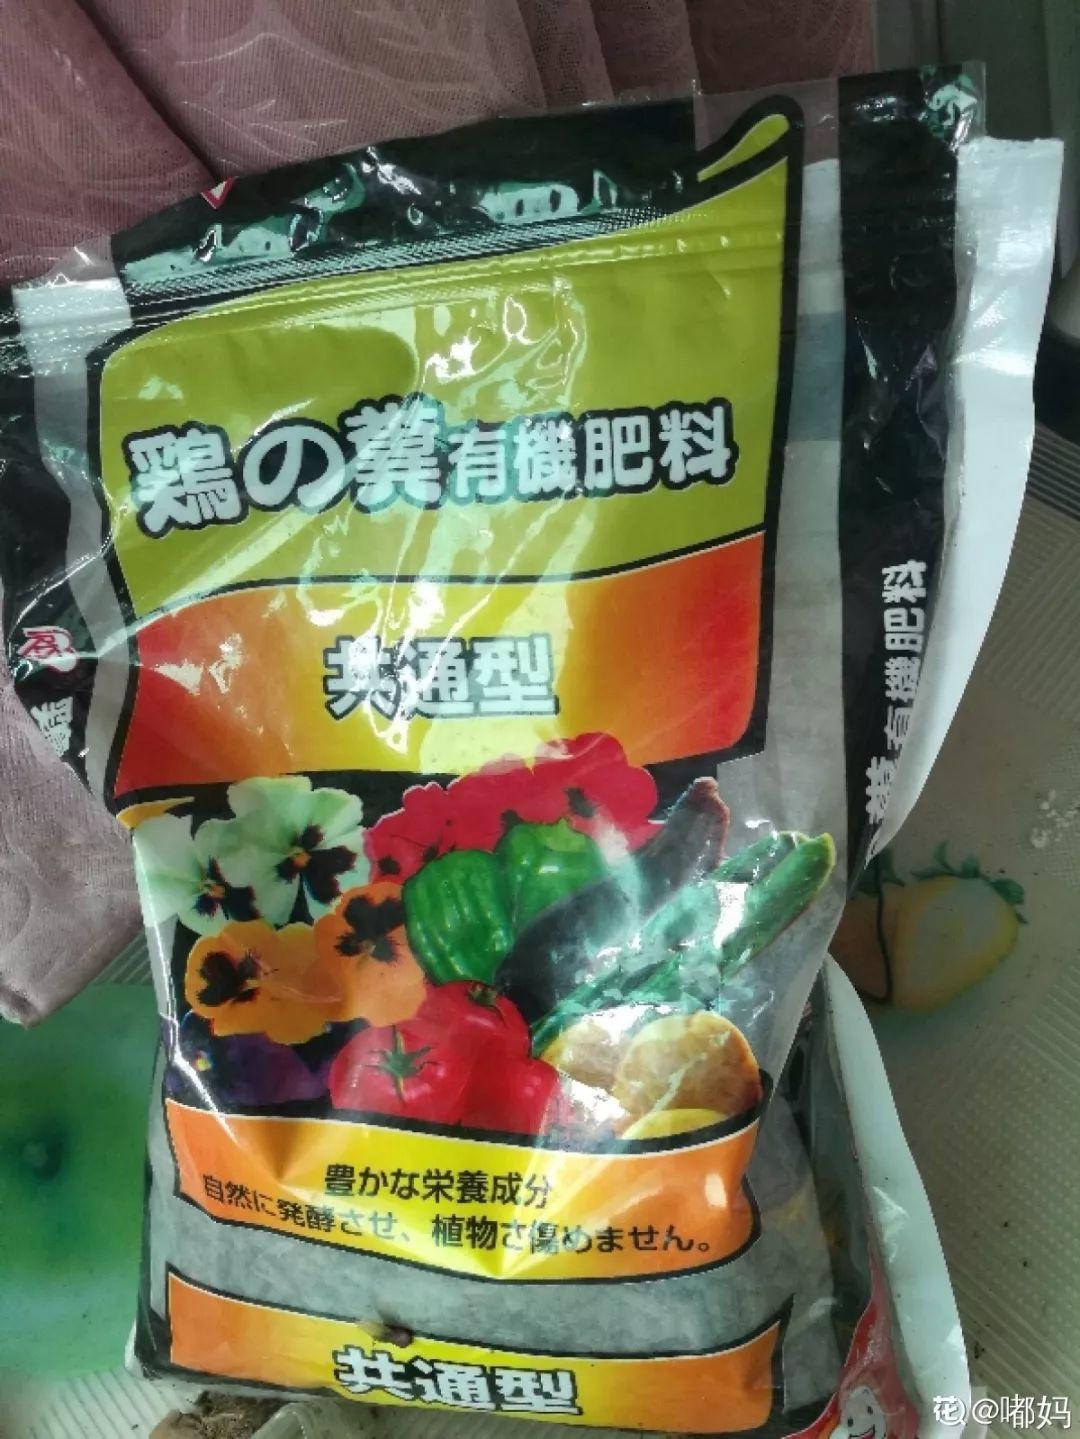 鶏の糞有機肥料
共通型
豊かな栄養成分
自然に発酵させ、植物さ傷めません。
共通型
糞有機肥料
花@嘟妈